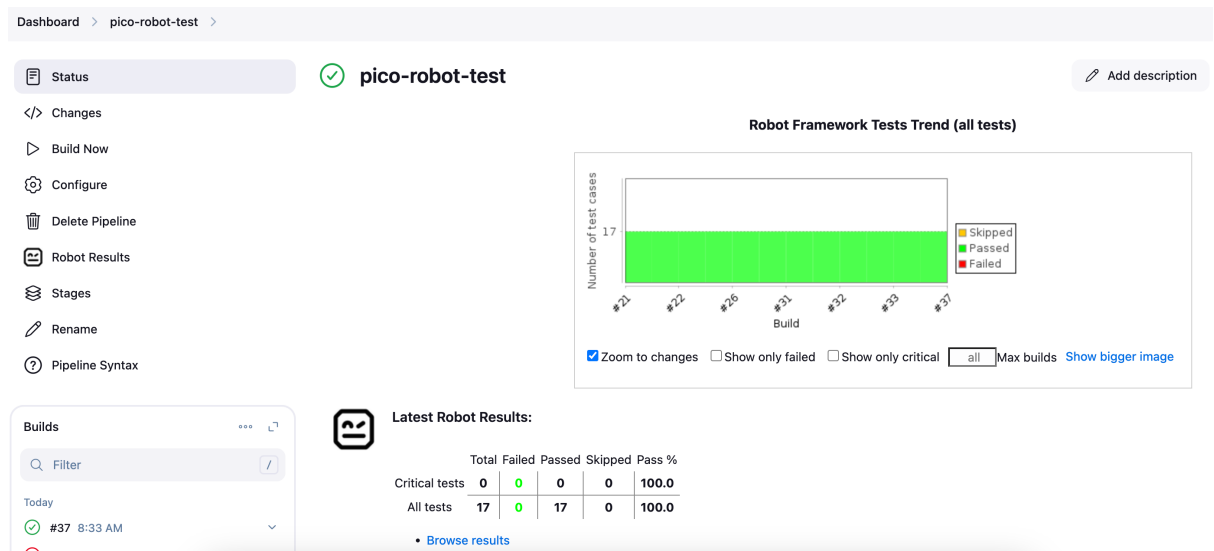 Dashboard > pico-robot-test >
Status
Changes
Build Now
Configure
Delete Pipeline
Robot Results
Stages
Rename
Pipeline Syntax
Builds
Filter /
Today
#37 8:33 AM
pico-robot-test
Add description
Robot Framework Tests Trend (all tests)
Number of test cases
17
#21 #22 #26 #31 #32 #33 #37
Build
Skipped
Passed
Failed
Zoom to changes Show only failed Show only critical all Max builds Show bigger image
Latest Robot Results:
Total Failed Passed Skipped Pass %
Critical tests 0 0 0 0 100.0
All tests 17 0 17 0 100.0
• Browse results